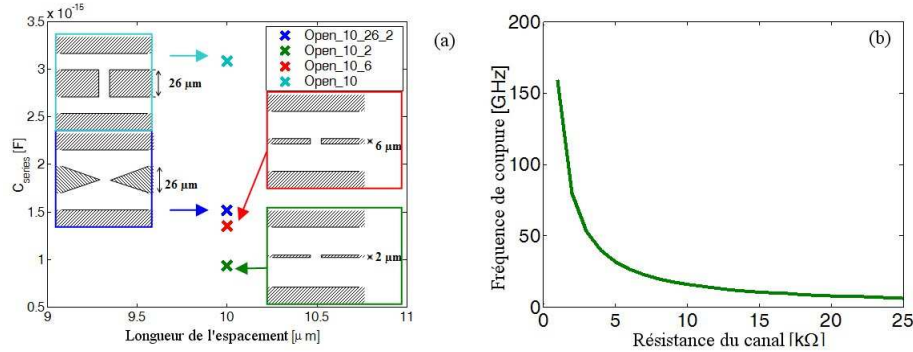 3.5 x 10^-15
3
2.5
2
1.5
1
0.5
C_series [F]
9
9.5
10
10.5
11
Longueur de l'espacement [μ m]
26 μm
26 μm
Open_10_26_2
Open_10_2
Open_10_6
Open_10
6 μm
2 μm
(a)
(b)
200
150
100
50
0
Fréquence de coupure [GHz]
0
5
10
15
20
25
Résistance du canal [kΩ]